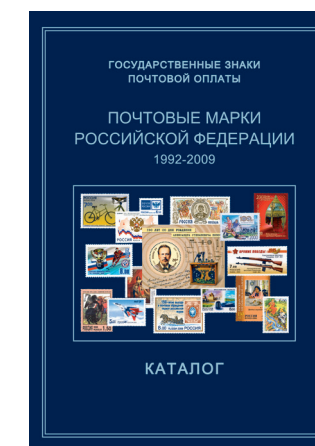 ГОСУДАРСТВЕННЫЕ ЗНАКИ
ПОЧТОВОЙ ОПЛАТЫ
ПОЧТОВЫЕ МАРКИ
РОССИЙСКОЙ ФЕДЕРАЦИИ
1992-2009
КАТАЛОГ